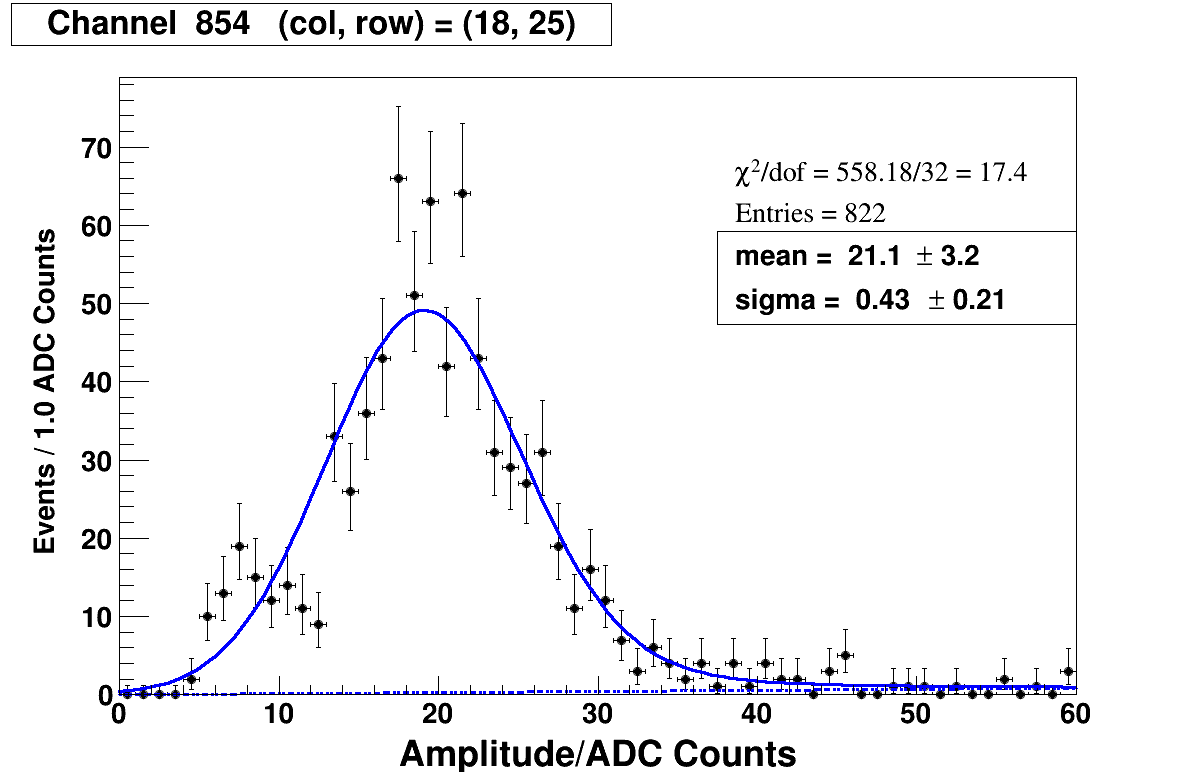 Channel 854 (col, row) = (18, 25)
χ²/dof = 558.18/32 = 17.4
Entries = 822
mean = 21.1 ± 3.2
sigma = 0.43 ± 0.21
Events / 1.0 ADC Counts
70
60
50
40
30
20
10
0
0 10 20 30 40 50 60
Amplitude/ADC Counts